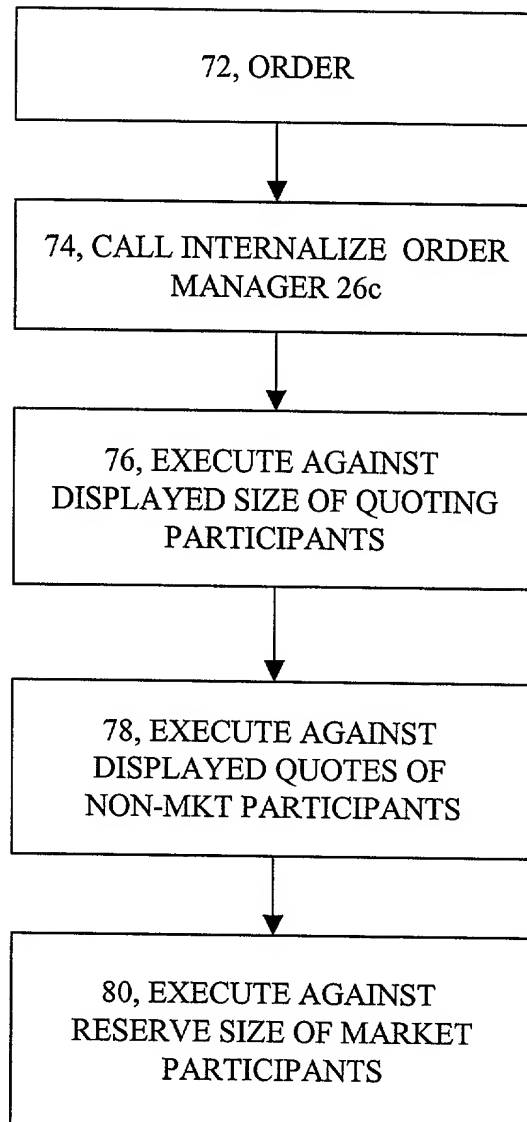 72, ORDER
74, CALL INTERNALIZE ORDER
MANAGER 26c
76, EXECUTE AGAINST
DISPLAYED SIZE OF QUOTING
PARTICIPANTS
78, EXECUTE AGAINST
DISPLAYED QUOTES OF
NON-MKT PARTICIPANTS
80, EXECUTE AGAINST
RESERVE SIZE OF MARKET
PARTICIPANTS